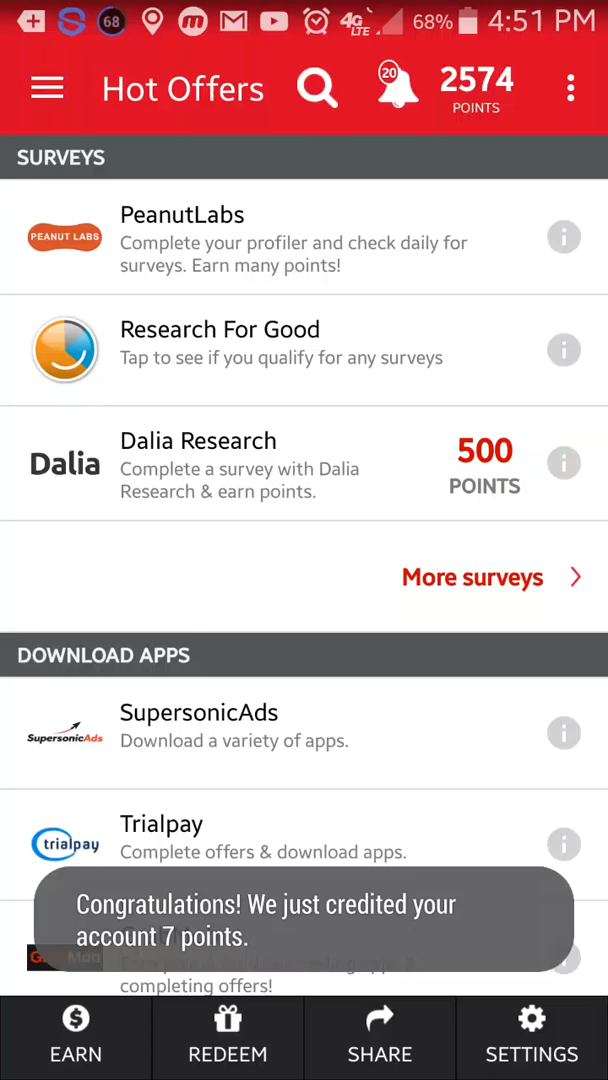 68 4G LTE 68% 4:51 PM
Hot Offers 20 2574
POINTS
SURVEYS
PeanutLabs
PEANUT LABS
Complete your profiler and check daily for
surveys. Earn many points!
Research For Good
Tap to see if you qualify for any surveys
Dalia
Dalia Research
Complete a survey with Dalia
Research & earn points.
500
POINTS
More surveys
DOWNLOAD APPS
SupersonicAds
SupersonicAds
Download a variety of apps.
Trialpay
trialpay
Complete offers & download apps.
Congratulations! We just credited your
account 7 points.
completing offers!
EARN REDEEM SHARE SETTINGS